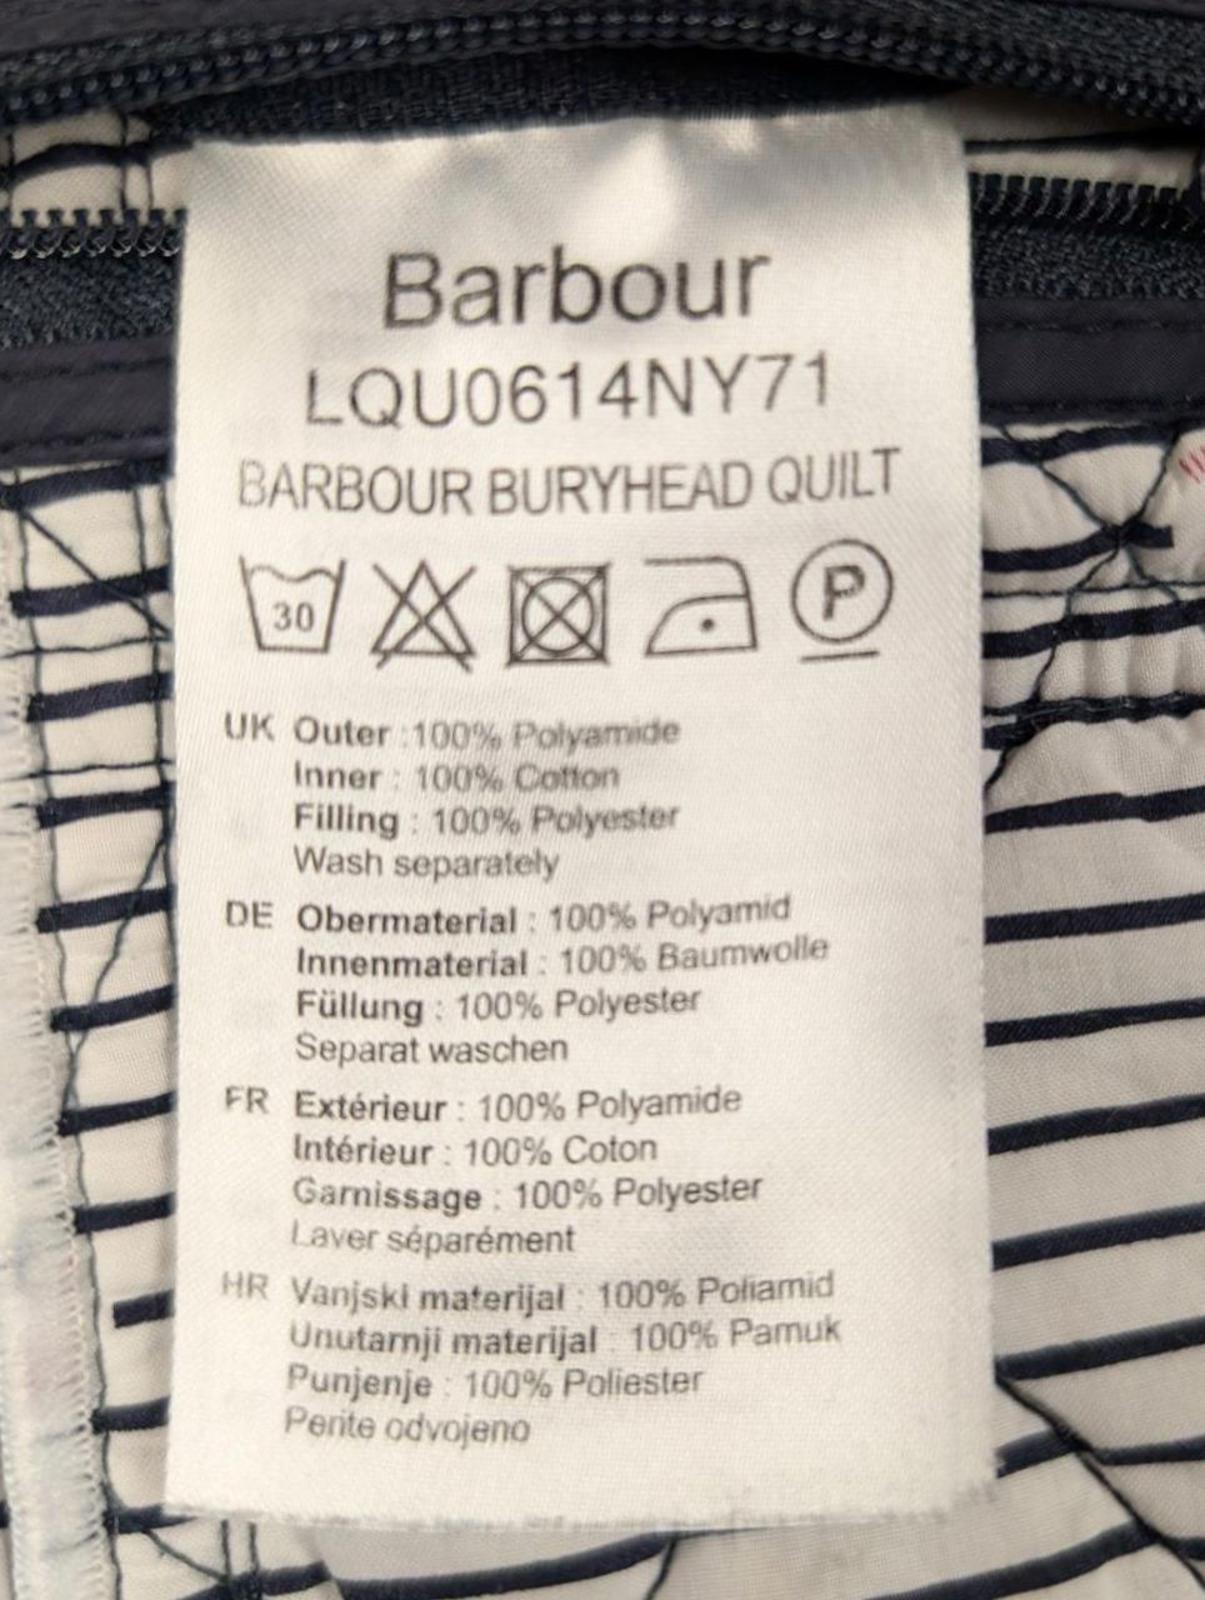 Barbour
LQU0614NY71
BARBOUR BURYHEAD QUILT
30 P
UK Outer :100% Polyamide
Inner : 100% Cotton
Filling : 100% Polyester
Wash separately
DE Obermaterial : 100% Polyamid
Innenmaterial : 100% Baumwolle
Füllung : 100% Polyester
Separat waschen
FR Extérieur : 100% Polyamide
Intérieur : 100% Coton
Garnissage : 100% Polyester
Laver séparément
HR Vanjski materijal : 100% Poliamid
Unutarnji materijal : 100% Pamuk
Punjenje : 100% Poliester
Perite odvojeno